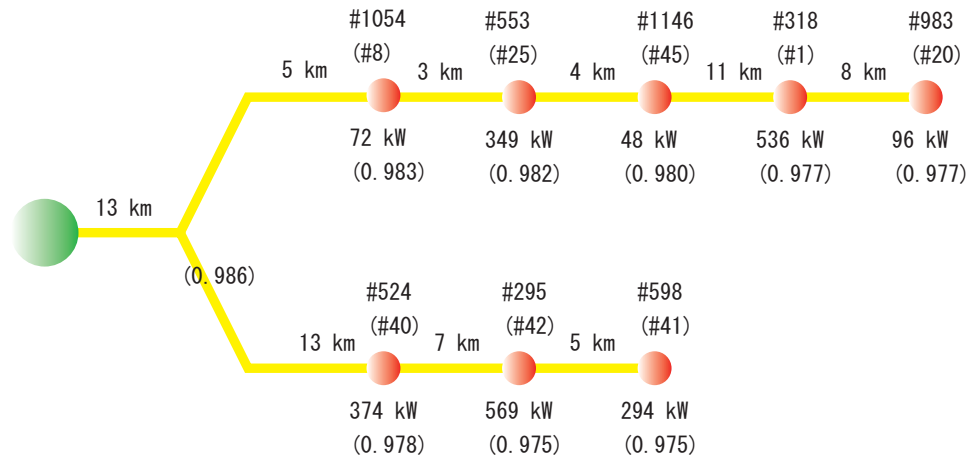 #1054 #553 #1146 #318 #983
(#8) (#25) (#45) (#1) (#20)
5 km 3 km 4 km 11 km 8 km
72 kW 349 kW 48 kW 536 kW 96 kW
(0.983) (0.982) (0.980) (0.977) (0.977)
13 km
(0.986)
#524 #295 #598
(#40) (#42) (#41)
13 km 7 km 5 km
374 kW 569 kW 294 kW
(0.978) (0.975) (0.975)